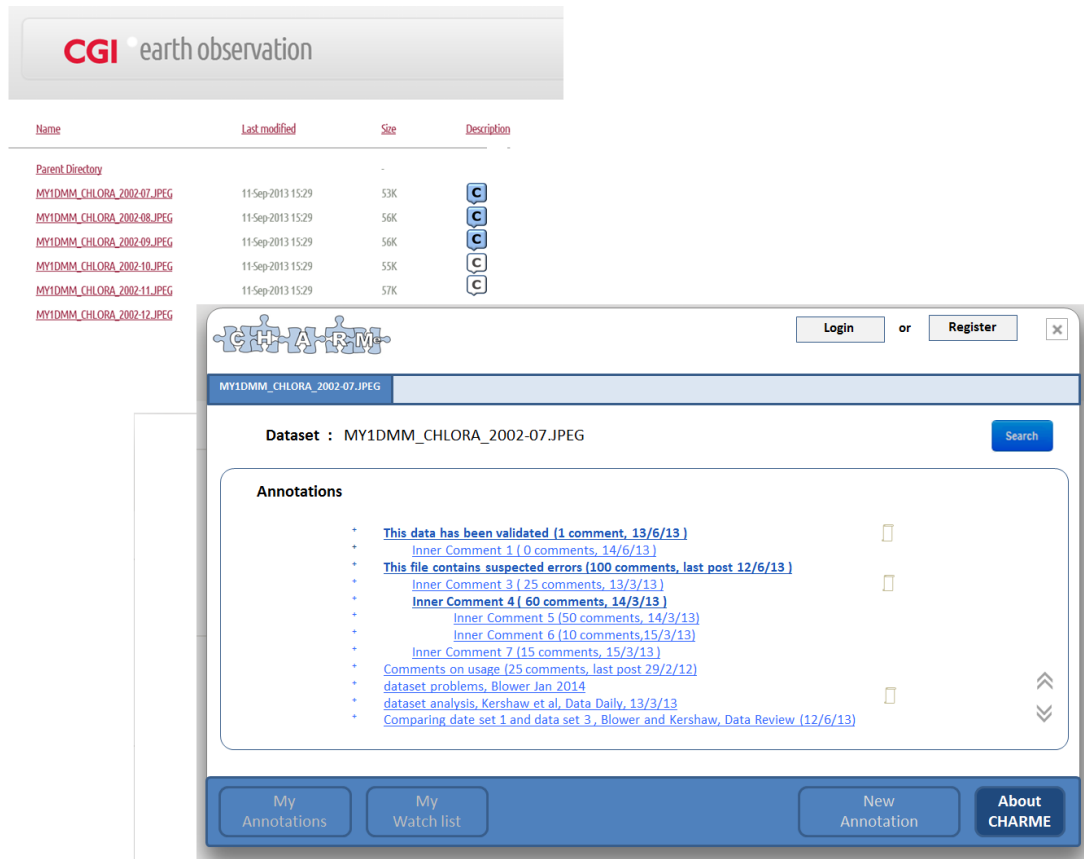 CGI earth observation
Name Last modified Size Description
Parent Directory -
MY1DMM_CHLORA_2002-07.JPEG 11-Sep-2013 15:29 53K C
MY1DMM_CHLORA_2002-08.JPEG 11-Sep-2013 15:29 56K C
MY1DMM_CHLORA_2002-09.JPEG 11-Sep-2013 15:29 56K C
MY1DMM_CHLORA_2002-10.JPEG 11-Sep-2013 15:29 55K C
MY1DMM_CHLORA_2002-11.JPEG 11-Sep-2013 15:29 57K C
MY1DMM_CHLORA_2002-12.JPEG
CHARMe Login or Register ×
MY1DMM_CHLORA_2002-07.JPEG
Dataset : MY1DMM_CHLORA_2002-07.JPEG Search
Annotations
+ This data has been validated (1 comment, 13/6/13 )
+ Inner Comment 1 ( 0 comments, 14/6/13 )
+ This file contains suspected errors (100 comments, last post 12/6/13 )
+ Inner Comment 3 ( 25 comments, 13/3/13 )
+ Inner Comment 4 ( 60 comments, 14/3/13 )
+ Inner Comment 5 (50 comments, 14/3/13)
+ Inner Comment 6 (10 comments,15/3/13)
+ Inner Comment 7 (15 comments, 15/3/13 )
+ Comments on usage (25 comments, last post 29/2/12)
+ dataset problems, Blower Jan 2014
+ dataset analysis, Kershaw et al, Data Daily, 13/3/13
+ Comparing date set 1 and data set 3 , Blower and Kershaw, Data Review (12/6/13)
My Annotations
My Watch list
New Annotation
About CHARME